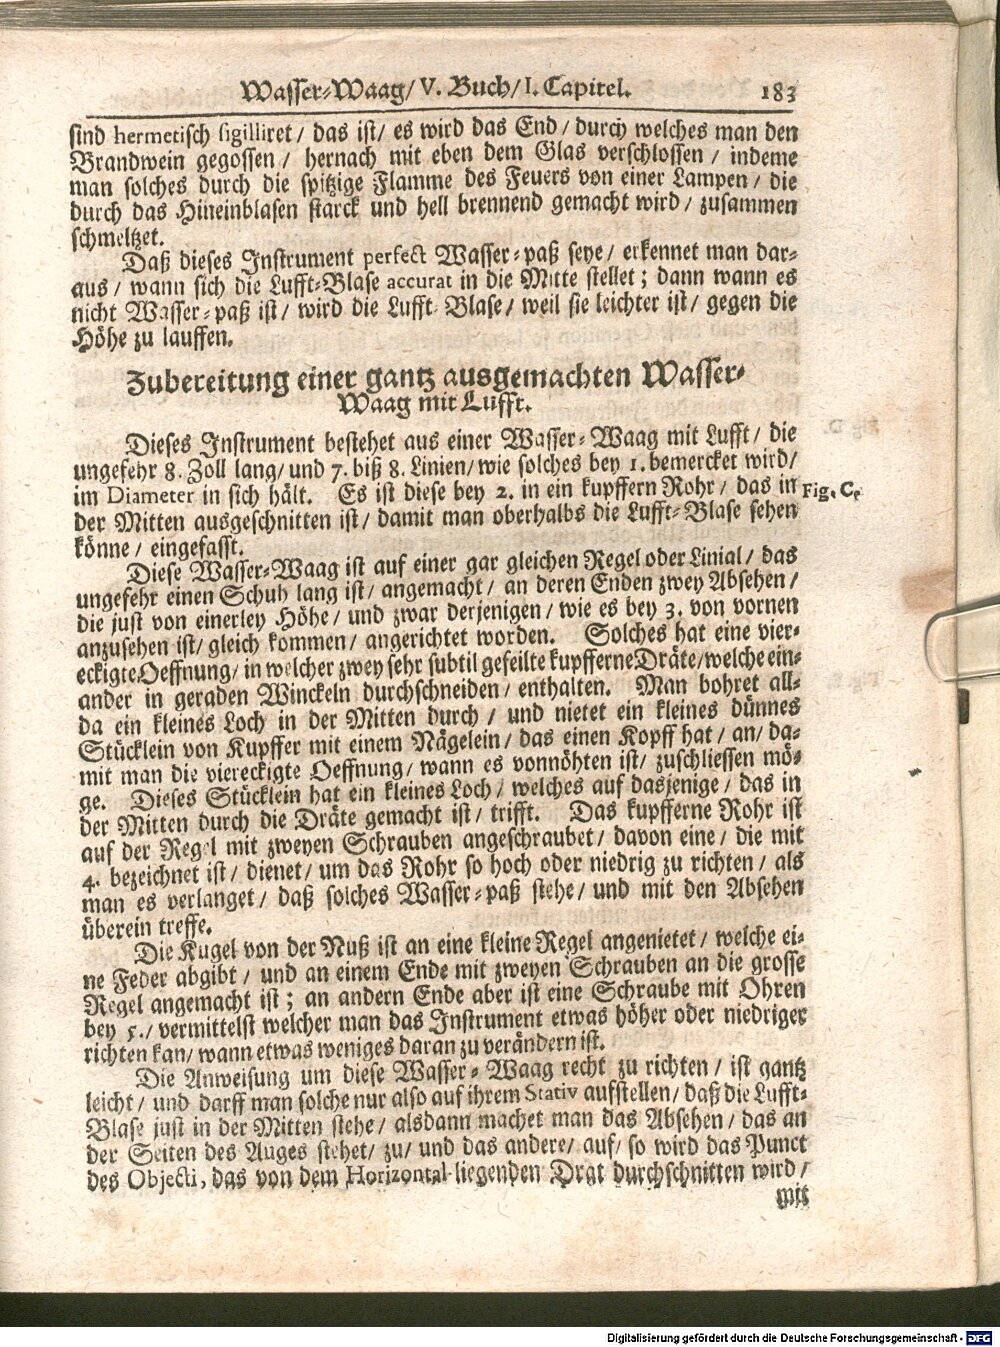 Wasser-Waag/ V. Buch/ I. Capitel. 183
sind hermetisch sigilliret/ das ist/ es wird das End/ durch welches man den
Brandwein gegossen/ hernach mit eben dem Glas verschlossen/ indeme
man solches durch die spitzige Flamme des Feuers von einer Lampen/ die
durch das Hineinblasen starck und hell brennend gemacht wird/ zusammen
schmeltzet.
Daß dieses Instrument perfect Wasser-paß seye/ erkennet man dar-
aus/ wann sich die Lufft-Blase accurat in die Mitte stellet; dann wann es
nicht Wasser-paß ist/ wird die Lufft-Blase/ weil sie leichter ist/ gegen die
Höhe zu lauffen.
Zubereitung einer gantz ausgemachten Wasser-
Waag mit Lufft.
Dieses Instrument bestehet aus einer Wasser-Waag mit Lufft/ die
ungefehr 8. Zoll lang/ und 7. biß 8. Linien/ wie solches bey 1. bemercket wird/
im Diameter in sich hält. Es ist diese bey 2. in ein kupffern Rohr/ das in Fig. C.
der Mitten ausgeschnitten ist/ damit man oberhalbs die Lufft-Blase sehen
könne/ eingefasst.
Diese Wasser-Waag ist auf einer gar gleichen Regel oder Linial/ das
ungefehr einen Schuh lang ist/ angemacht/ an deren Enden zwey Absehen/
die just von einerley Höhe/ und zwar derjenigen/ wie es bey 3. von vornen
anzusehen ist/ gleich kommen/ angerichtet worden. Solches hat eine vier-
eckigte Oeffnung/ in welcher zwey sehr subtil gefeilte kupfferne Dräte/ welche ein-
ander in geraden Winckeln durchschneiden/ enthalten. Man bohret all-
da ein kleines Loch in der Mitten durch/ und nietet ein kleines dünnes
Stücklein von Kupffer mit einem Nägelein/ das einen Kopff hat/ an/ da-
mit man die viereckigte Oeffnung/ wann es vonnöhten ist/ zuschliessen mö-
ge. Dieses Stücklein hat ein kleines Loch/ welches auf dasjenige/ das in
der Mitten durch die Dräte gemacht ist/ trifft. Das kupfferne Rohr ist
auf der Regel mit zweyen Schrauben angeschraubet/ davon eine/ die mit
4. bezeichnet ist/ dienet/ um das Rohr so hoch oder niedrig zu richten/ als
man es verlanget/ daß solches Wasser-paß stehe/ und mit den Absehen
überein treffe.
Die Kugel von der Nuß ist an eine kleine Regel angenietet/ welche ei-
ne Feder abgibt/ und an einem Ende mit zweyen Schrauben an die grosse
Regel angemacht ist; an andern Ende aber ist eine Schraube mit Ohren
bey 5./ vermittelst welcher man das Instrument etwas höher oder niedriger
richten kan/ wann etwas weniges daran zu verändern ist.
Die Anweisung um diese Wasser-Waag recht zu richten/ ist gantz
leicht/ und darff man solche nur also auf ihrem Stativ aufstellen/ daß die Lufft-
Blase just in der Mitten stehe/ alsdann machet man das Absehen/ das an
der Seiten des Auges stehet/ zu/ und das andere/ auf/ so wird das Punct
des Objecti, das von dem Horizontal-liegenden Drat durchschnitten wird/
mit
Digitalisierung gefördert durch die Deutsche Forschungsgemeinschaft - DFG